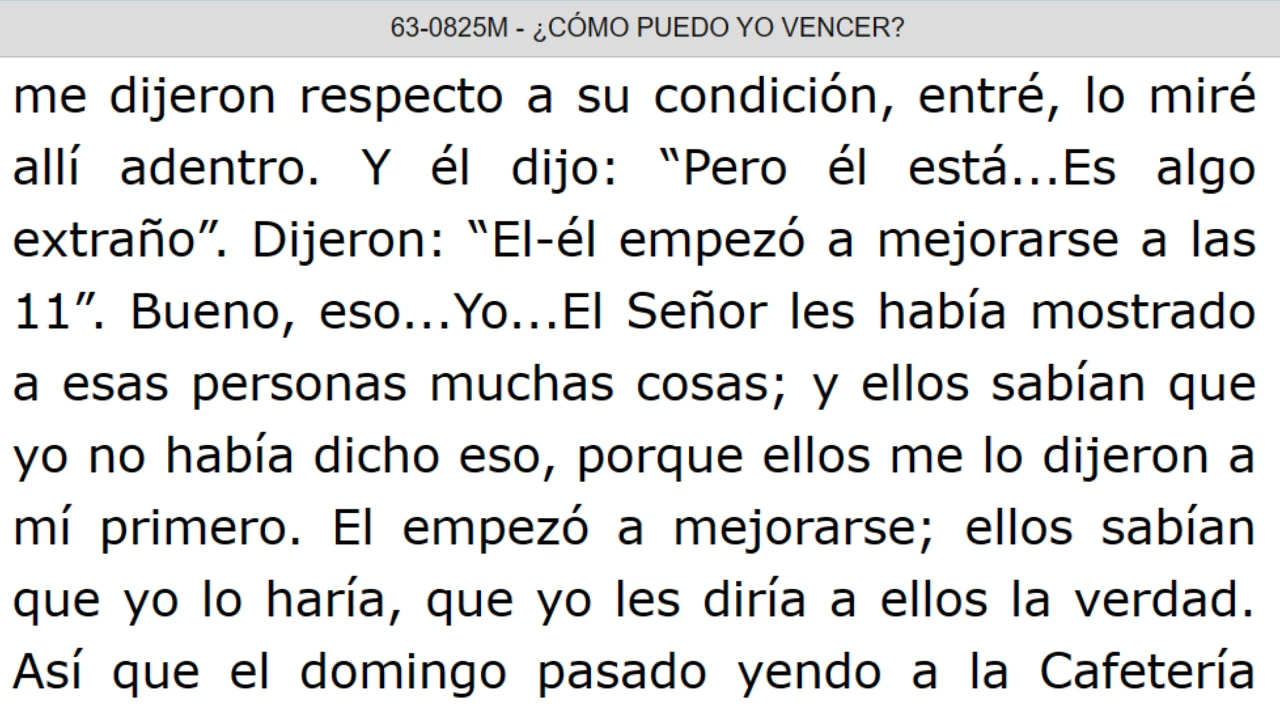 63-0825M - ¿CÓMO PUEDO YO VENCER?
me dijeron respecto a su condición, entré, lo miré
allí adentro. Y él dijo: “Pero él está...Es algo
extraño”. Dijeron: “El-él empezó a mejorarse a las
11”. Bueno, eso...Yo...El Señor les había mostrado
a esas personas muchas cosas; y ellos sabían que
yo no había dicho eso, porque ellos me lo dijeron a
mí primero. El empezó a mejorarse; ellos sabían
que yo lo haría, que yo les diría a ellos la verdad.
Así que el domingo pasado yendo a la Cafetería